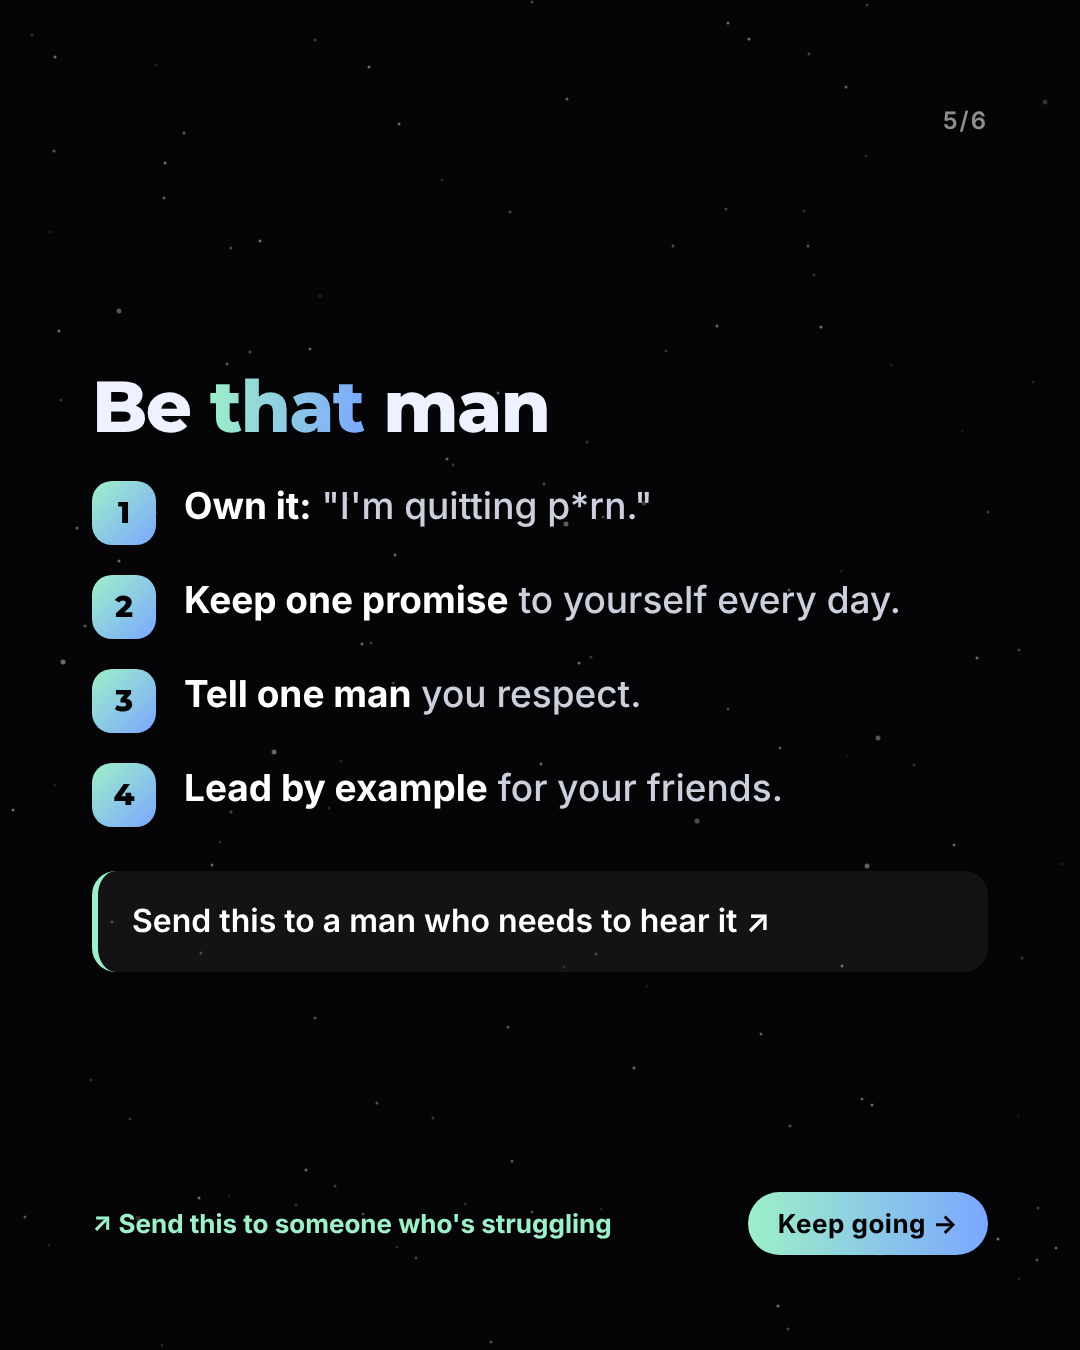 5/6
Be that man
1 Own it: "I'm quitting p*rn."
2 Keep one promise to yourself every day.
3 Tell one man you respect.
4 Lead by example for your friends.
Send this to a man who needs to hear it ↗
↗ Send this to someone who's struggling
Keep going →